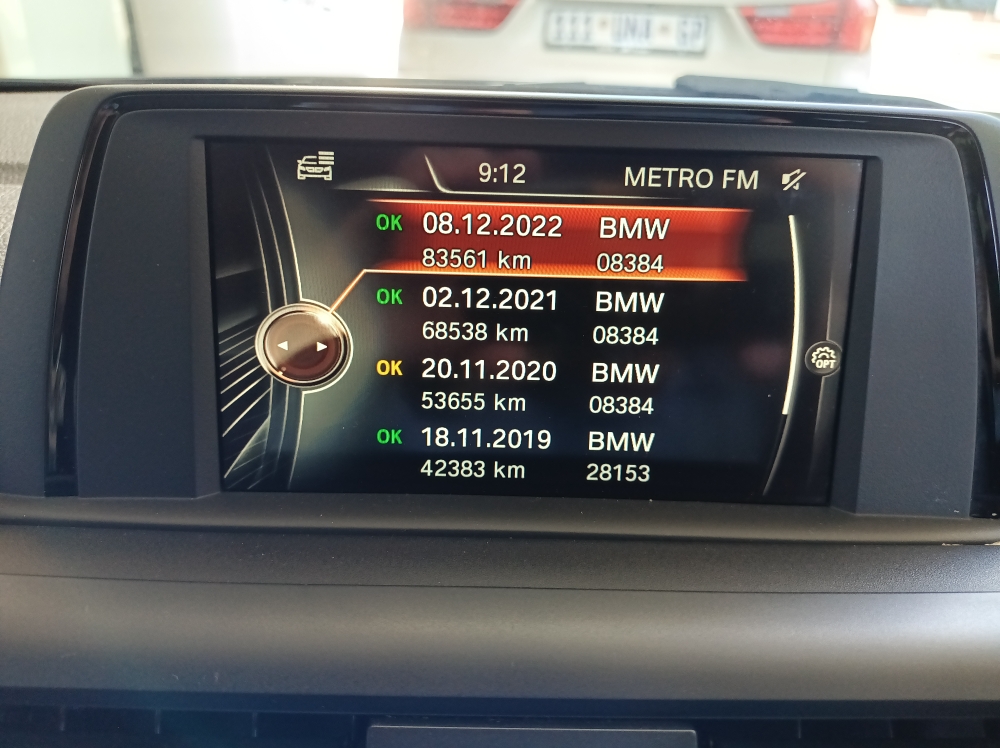 9:12 METRO FM
OK 08.12.2022 BMW
83561 km 08384
OK 02.12.2021 BMW
68538 km 08384
OK 20.11.2020 BMW
53655 km 08384
OK 18.11.2019 BMW
42383 km 28153
OPT